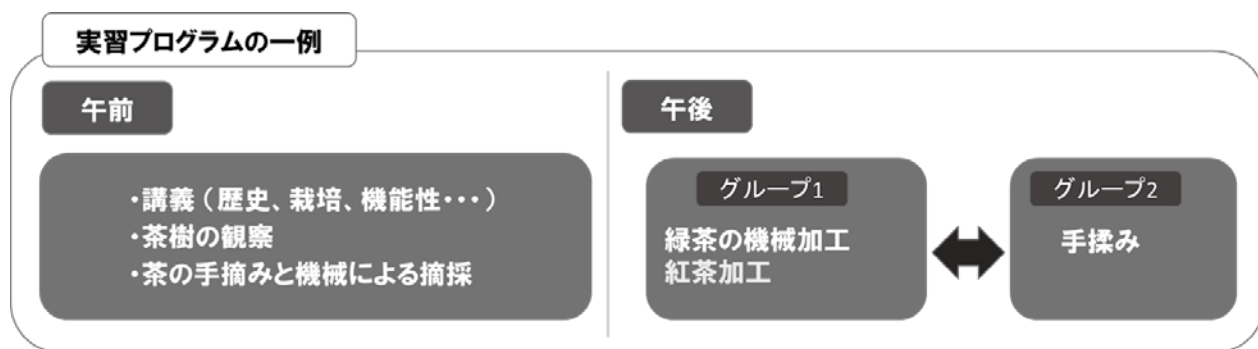 実習プログラムの一例
午前
・講義（歴史、栽培、機能性・・・）
・茶樹の観察
・茶の手摘みと機械による摘採
午後
グループ1
緑茶の機械加工
紅茶加工
グループ2
手揉み